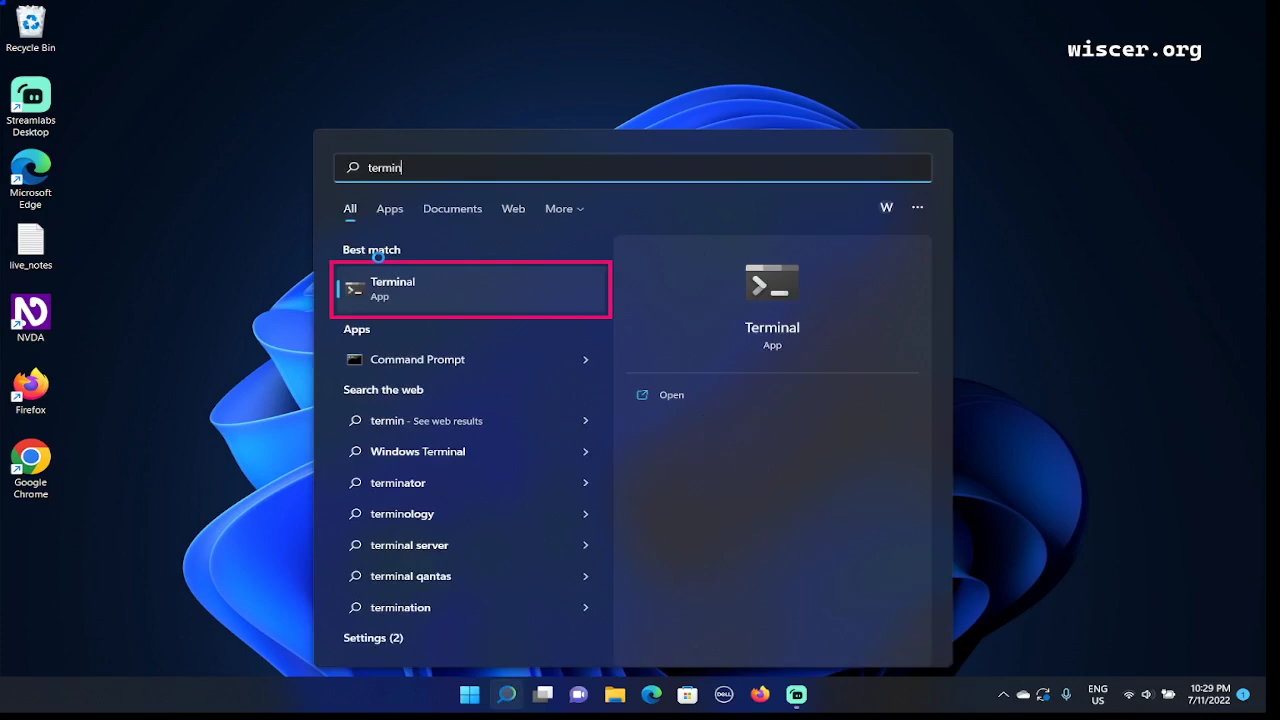 Recycle Bin
Streamlabs
Desktop
Microsoft
Edge
live_notes
NVDA
Firefox
Google
Chrome
wiscer.org
termin
All Apps Documents Web More
W
Best match
Terminal
App
Apps
Command Prompt
Search the web
termin - See web results
Windows Terminal
terminator
terminology
terminal server
terminal qantas
termination
Settings (2)
Terminal
App
Open
DELL
ENG
US
10:29 PM
7/11/2022
1